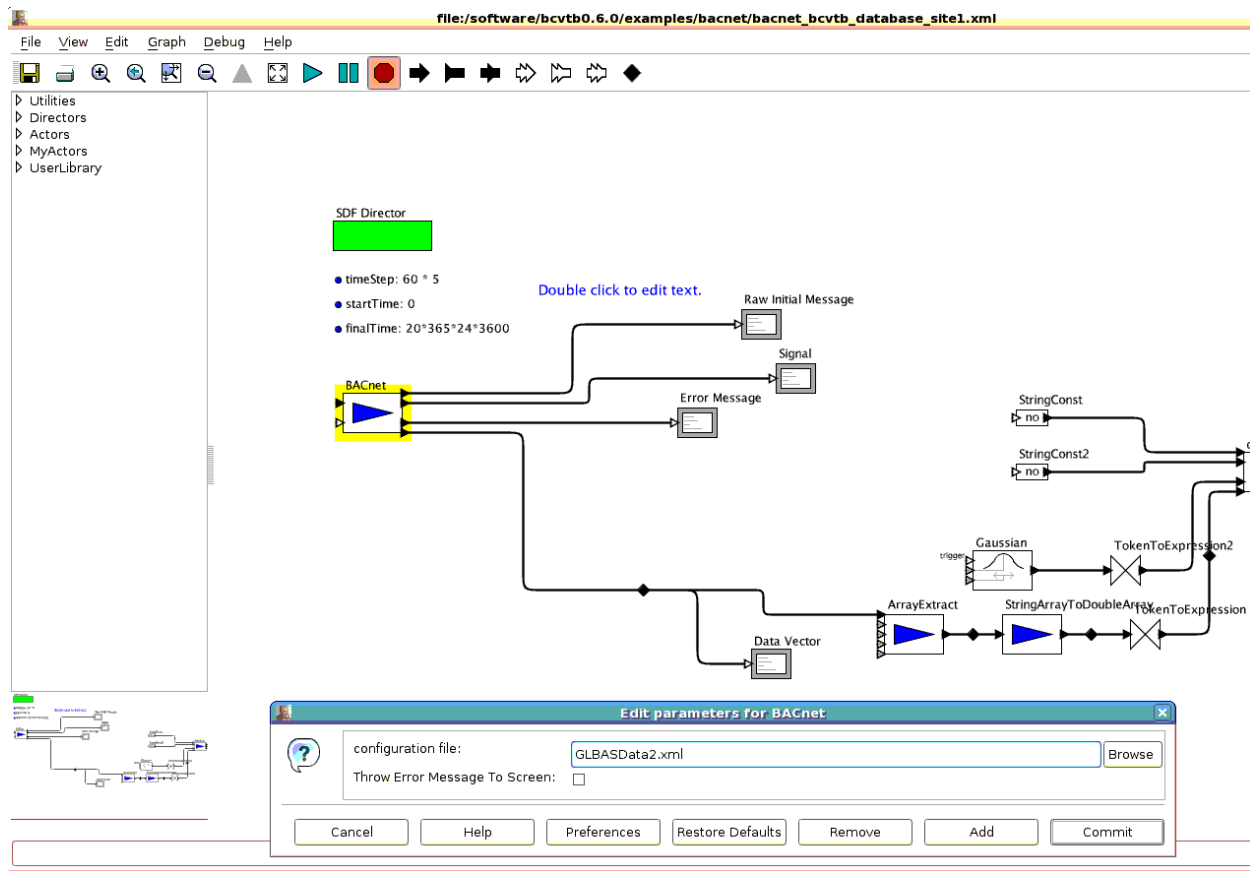 file:/software/bcvtb0.6.0/examples/bacnet/bacnet_bcvtb_database_site1.xml
File View Edit Graph Debug Help
Utilities
Directors
Actors
MyActors
UserLibrary
SDF Director
timeStep: 60 * 5
startTime: 0
finalTime: 20*365*24*3600
Double click to edit text.
Raw Initial Message
Signal
BACnet
Error Message
StringConst
no
StringConst2
no
Gaussian
trigger
TokenToExpression2
ArrayExtract
StringArrayToDoubleArray
TokenToExpression
Data Vector
Edit parameters for BACnet
configuration file:
GLBASData2.xml
Browse
Throw Error Message To Screen:
Cancel Help Preferences Restore Defaults Remove Add Commit